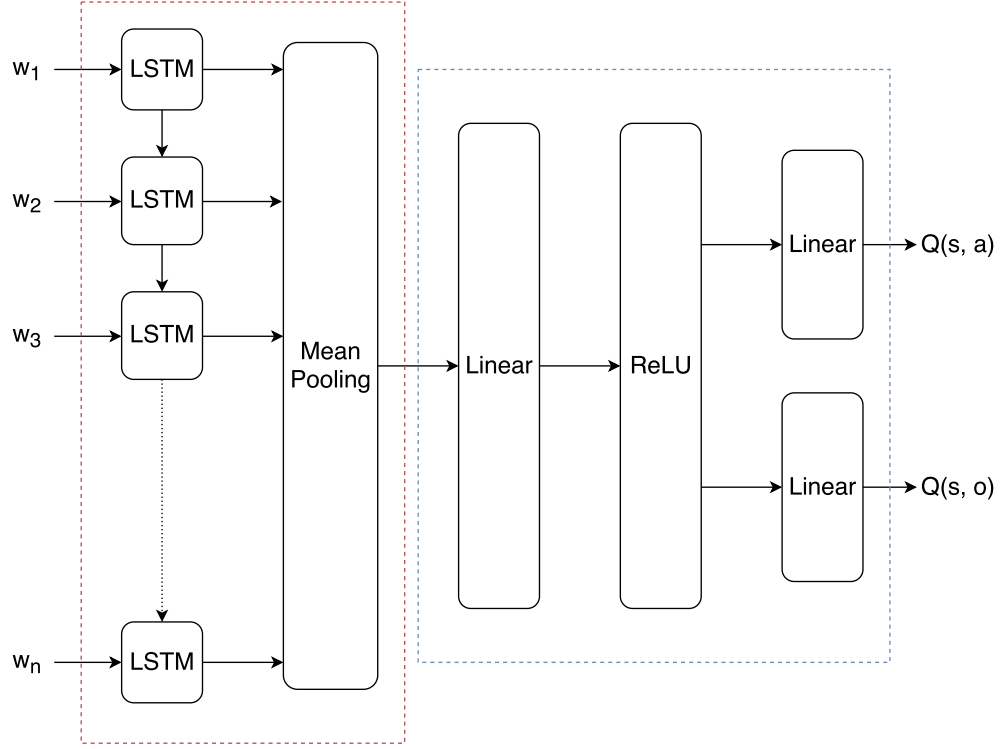 w1 LSTM
w2 LSTM
w3 LSTM
wn LSTM
Mean
Pooling
Linear
ReLU
Linear Q(s, a)
Linear Q(s, o)